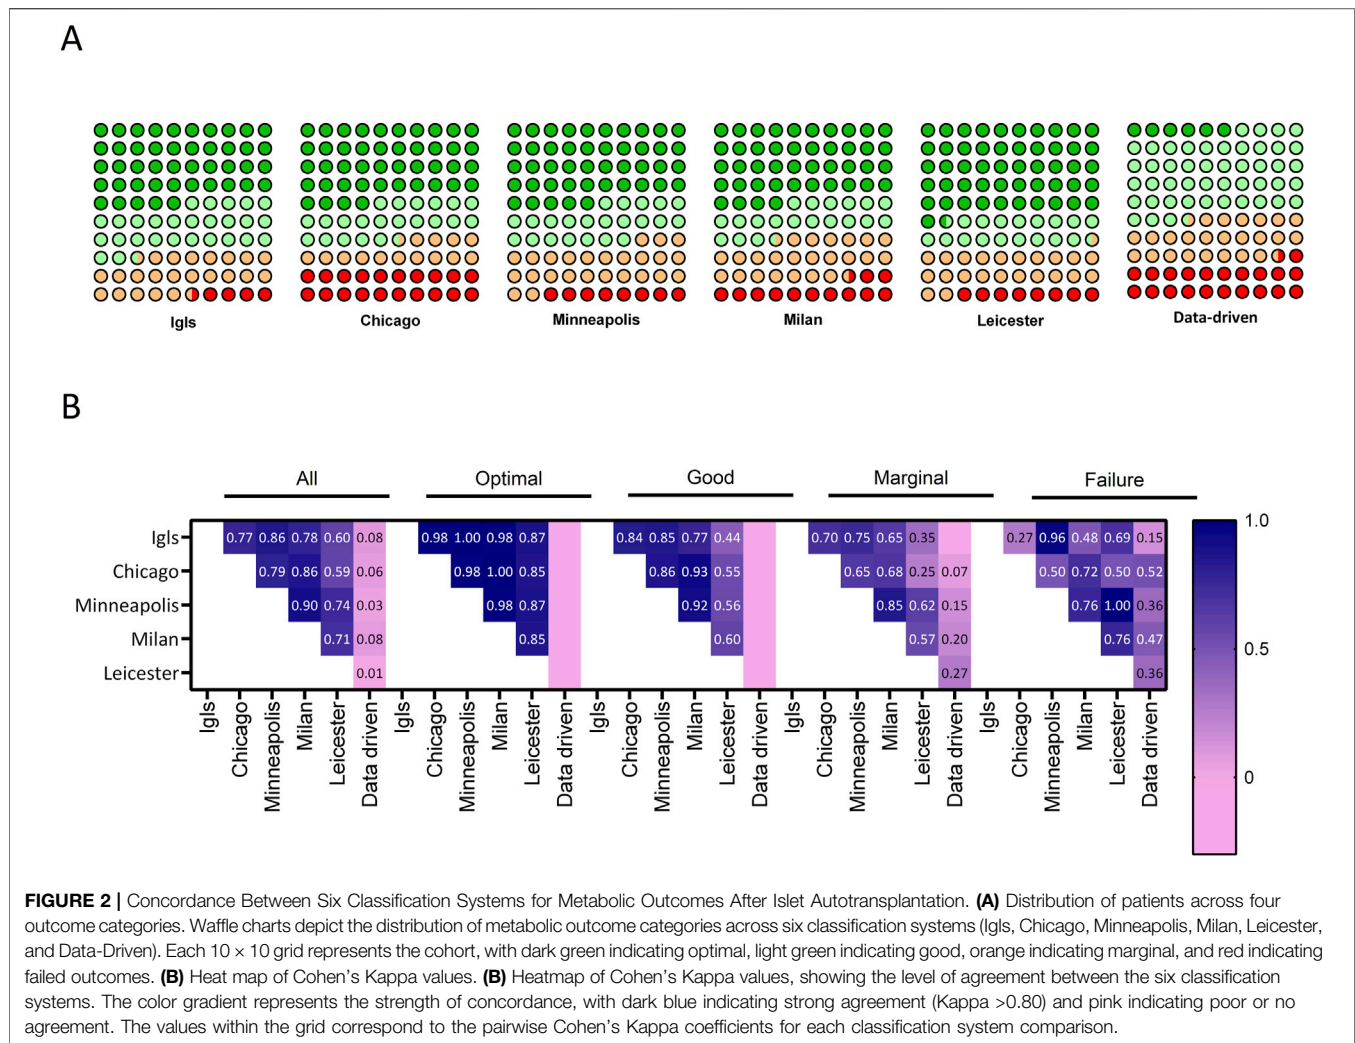 A
Igls Chicago Minneapolis Milan Leicester Data-driven
B
All Optimal Good Marginal Failure
Igls 0.77 0.86 0.78 0.60 0.08 0.98 1.00 0.98 0.87 0.84 0.85 0.77 0.44 0.70 0.75 0.65 0.35 0.27 0.96 0.48 0.69 0.15 1.0
Chicago 0.79 0.86 0.59 0.06 0.98 1.00 0.85 0.86 0.93 0.55 0.65 0.68 0.25 0.07 0.50 0.72 0.50 0.52
Minneapolis 0.90 0.74 0.03 0.98 0.87 0.92 0.56 0.85 0.62 0.15 0.76 1.00 0.36
Milan 0.71 0.08 0.85 0.60 0.57 0.20 0.76 0.47 0.5
Leicester 0.01 0.27 0.36
Igls Chicago Minneapolis Milan Leicester Data driven Igls Chicago Minneapolis Milan Leicester Data driven Igls Chicago Minneapolis Milan Leicester Data driven Igls Chicago Minneapolis Milan Leicester Data driven Igls Chicago Minneapolis Milan Leicester Data driven 0
FIGURE 2 | Concordance Between Six Classification Systems for Metabolic Outcomes After Islet Autotransplantation. (A) Distribution of patients across four
outcome categories. Waffle charts depict the distribution of metabolic outcome categories across six classification systems (Igls, Chicago, Minneapolis, Milan, Leicester,
and Data-Driven). Each 10 × 10 grid represents the cohort, with dark green indicating optimal, light green indicating good, orange indicating marginal, and red indicating
failed outcomes. (B) Heat map of Cohen's Kappa values. (B) Heatmap of Cohen's Kappa values, showing the level of agreement between the six classification
systems. The color gradient represents the strength of concordance, with dark blue indicating strong agreement (Kappa >0.80) and pink indicating poor or no
agreement. The values within the grid correspond to the pairwise Cohen's Kappa coefficients for each classification system comparison.